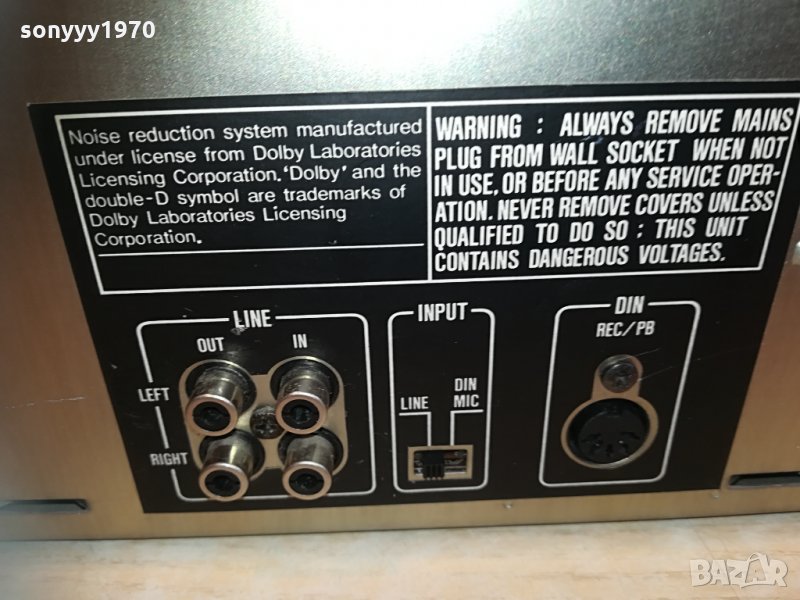 sonyyy1970
Noise reduction system manufactured
under license from Dolby Laboratories
Licensing Corporation. 'Dolby' and the
double-D symbol are trademarks of
Dolby Laboratories Licensing
Corporation.
WARNING : ALWAYS REMOVE MAINS
PLUG FROM WALL SOCKET WHEN NOT
IN USE, OR BEFORE ANY SERVICE OPER-
ATION. NEVER REMOVE COVERS UNLESS
QUALIFIED TO DO SO ; THIS UNIT
CONTAINS DANGEROUS VOLTAGES.
LINE
OUT IN
LEFT
RIGHT
INPUT
LINE
DIN
MIC
DIN
REC/PB
BAZAR